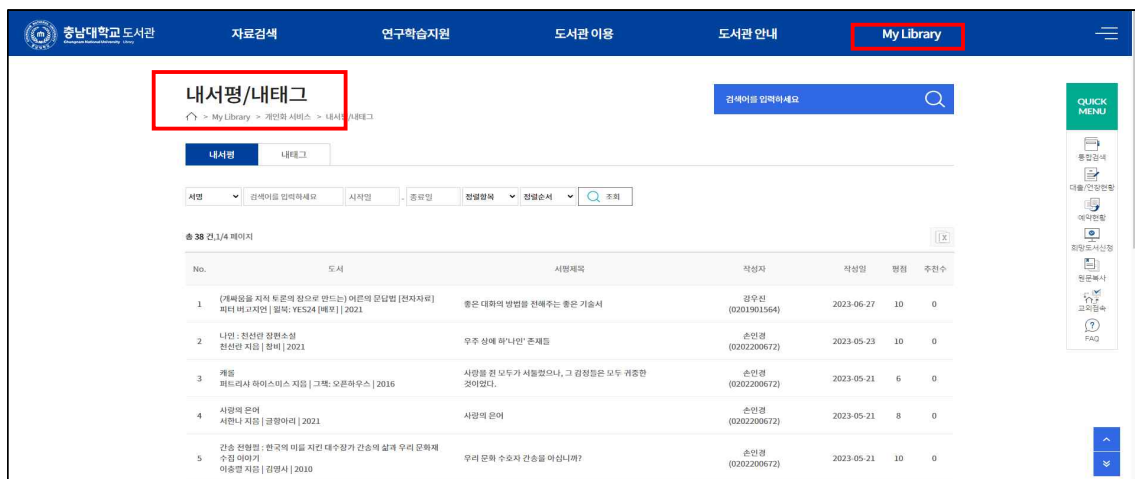 충남대학교 도서관
Chungnam National University Library
자료검색
연구학습지원
도서관 이용
도서관 안내
My Library
내서평/내태그
> My Library > 개인화 서비스 > 내서평/내태그
검색어를 입력하세요
QUICK
MENU
통합검색
대출/연장현황
예약현황
희망도서신청
원문복사
교외접속
FAQ
내서평
내태그
서명 검색어를 입력하세요 시작일 - 종료일 정렬항목 정렬순서 조회
총 38 건,1/4 페이지
No. 도서 서평제목 작성자 작성일 평점 추천수
1
(개싸움을 지적 토론의 장으로 만드는) 어른의 문답법 [전자자료]
피터 버고지언 | 윌북: YES24 [배포] | 2021
좋은 대화의 방법을 전해주는 좋은 기술서
강우진
(0201901564)
2023-06-27
10
0
2
나인 : 천선란 장편소설
천선란 지음 | 창비 | 2021
우주 상에 하'나인' 존재들
손인경
(0202200672)
2023-05-23
10
0
3
캐롤
퍼트리샤 하이스미스 지음 | 그책: 오픈하우스 | 2016
사랑을 한 모두가 서툴렀으나, 그 감정들은 모두 귀중한
것이었다.
손인경
(0202200672)
2023-05-21
6
0
4
사랑의 은어
서한나 지음 | 글항아리 | 2021
사랑의 은어
손인경
(0202200672)
2023-05-21
8
0
5
간송 전형필 : 한국의 미를 지킨 대수장가 간송의 삶과 우리 문화재
수집 이야기
이충렬 지음 | 김영사 | 2010
우리 문화 수호자 간송을 아십니까?
손인경
(0202200672)
2023-05-21
10
0